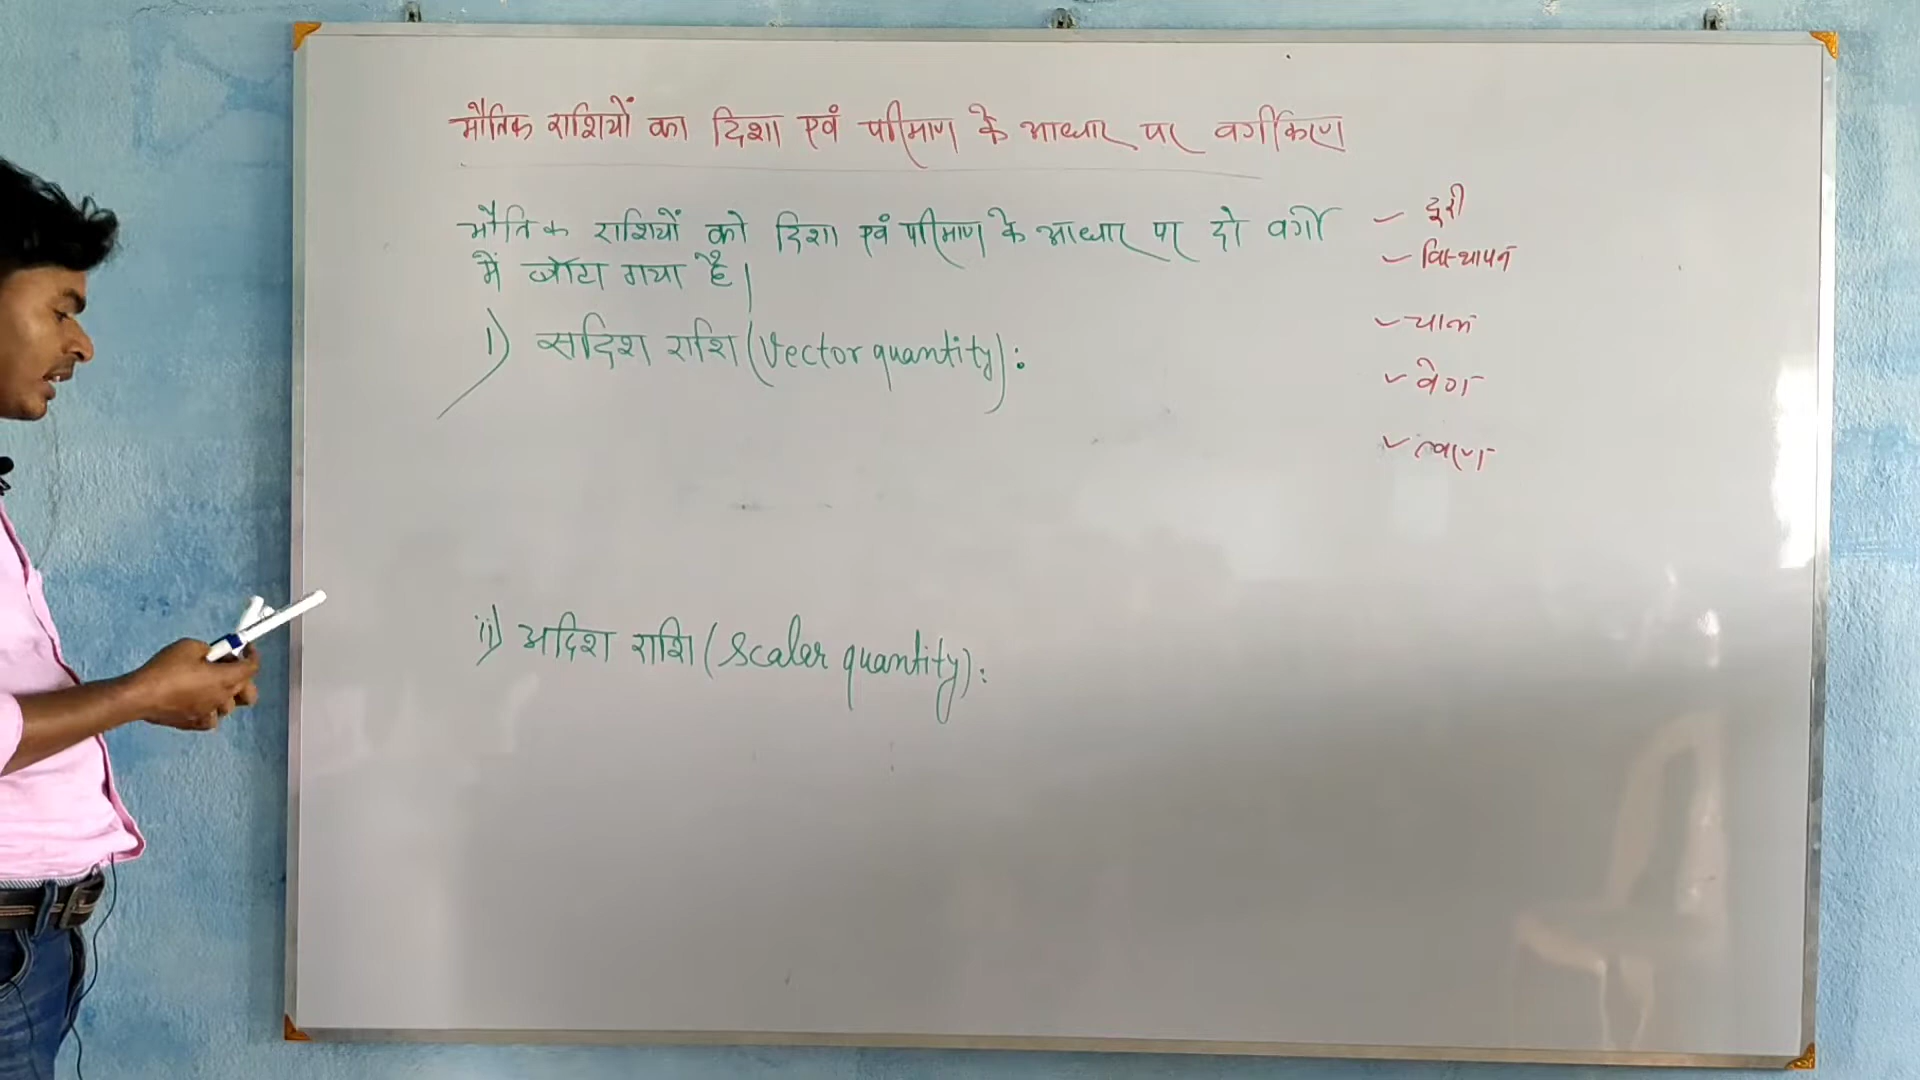 भौतिक राशियों का दिशा एवं परिमाण के आधार पर वर्गीकरण
भौतिक राशियों को दिशा एवं परिमाण के आधार पर दो वर्गों
में बाँटा गया है।
i) सदिश राशि (Vector quantity):
ii) अदिश राशि (Scaler quantity):
- दूरी
- विस्थापन
- चाल
- वेग
- त्वरण